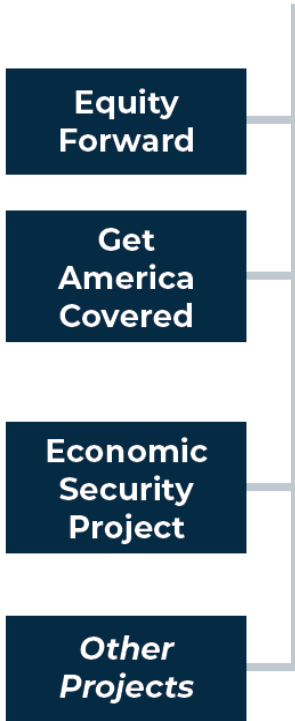 Equity
Forward
Get
America
Covered
Economic
Security
Project
Other
Projects